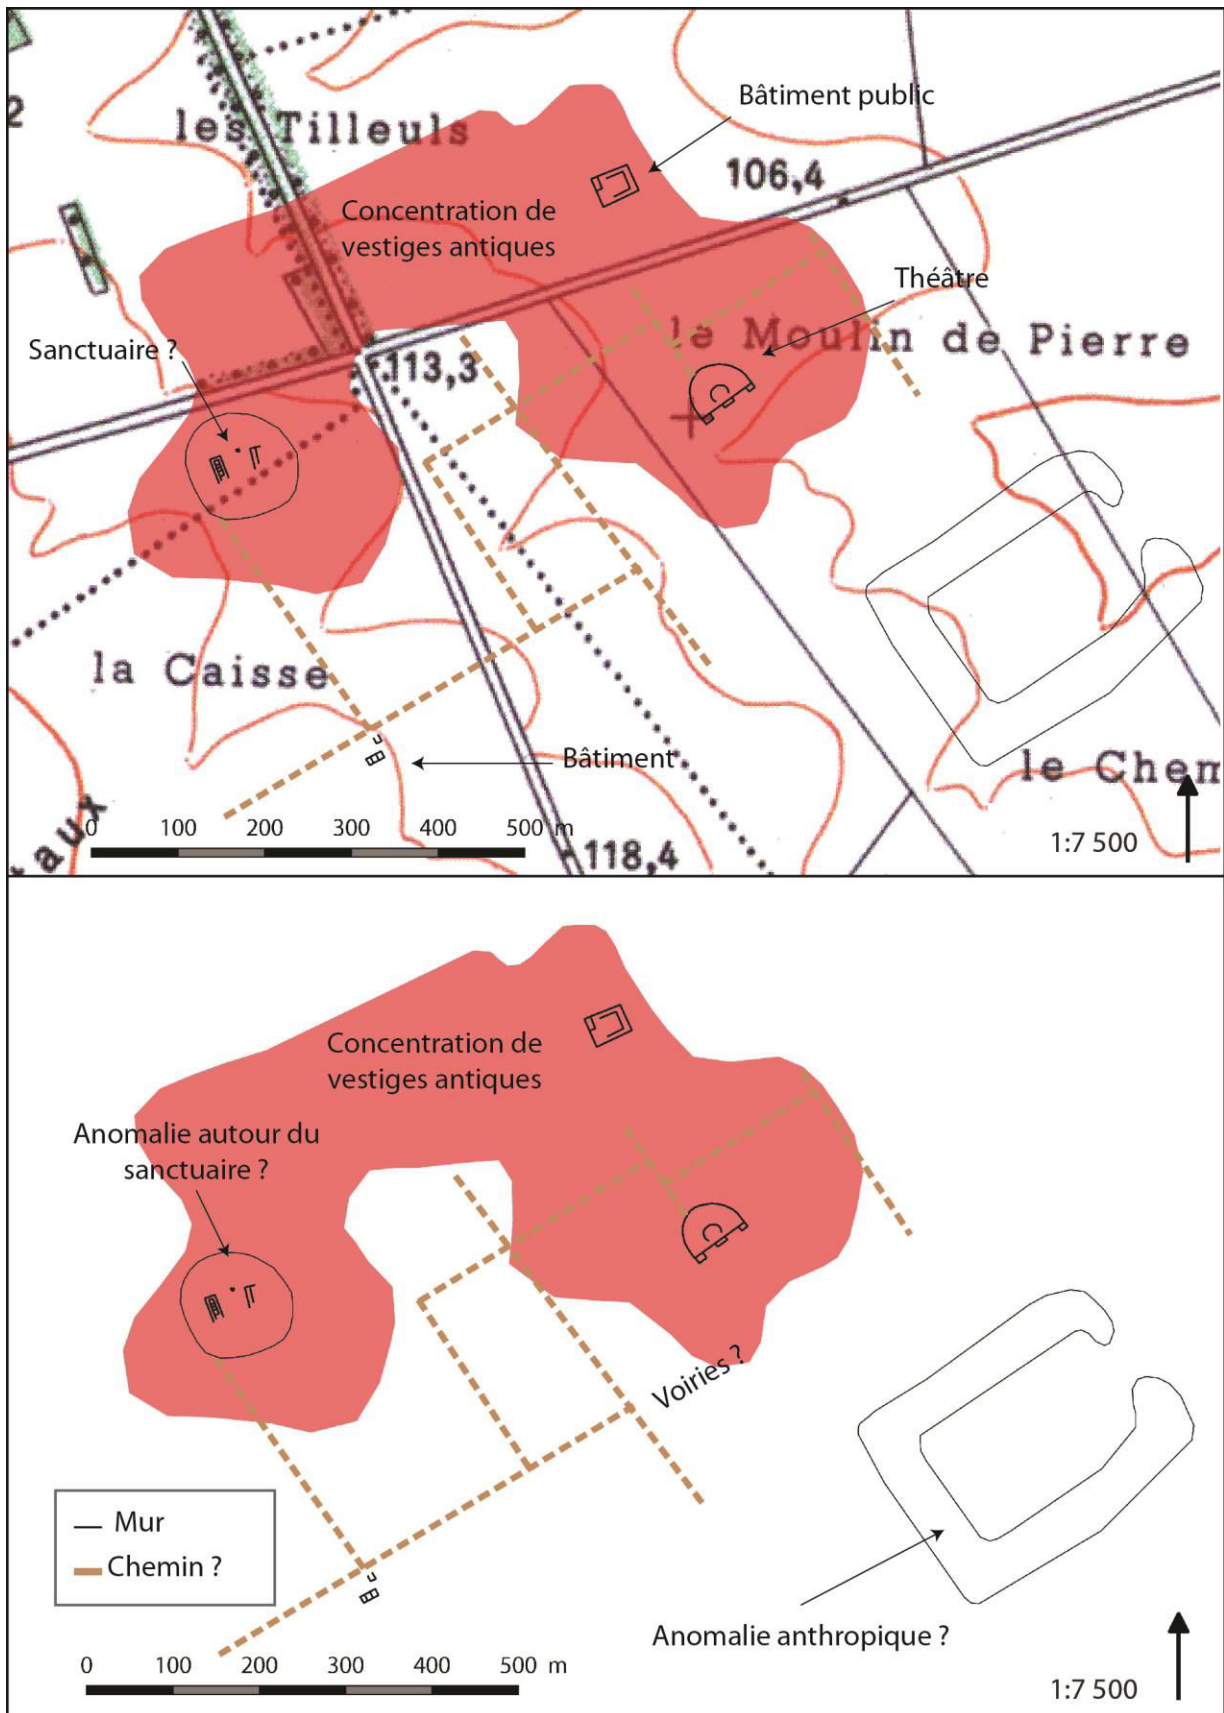 Bâtiment public
2
les Tilleuls
106,4
Concentration de
vestiges antiques
Théâtre
le Moulin de Pierre
Sanctuaire ?
113,3
la Caisse
Bâtiment
le Chem
taux
0 100 200 300 400 500 m
118,4
1:7 500
Concentration de
vestiges antiques
Anomalie autour du
sanctuaire ?
Voiries ?
Mur
Chemin ?
Anomalie anthropique ?
0 100 200 300 400 500 m
1:7 500